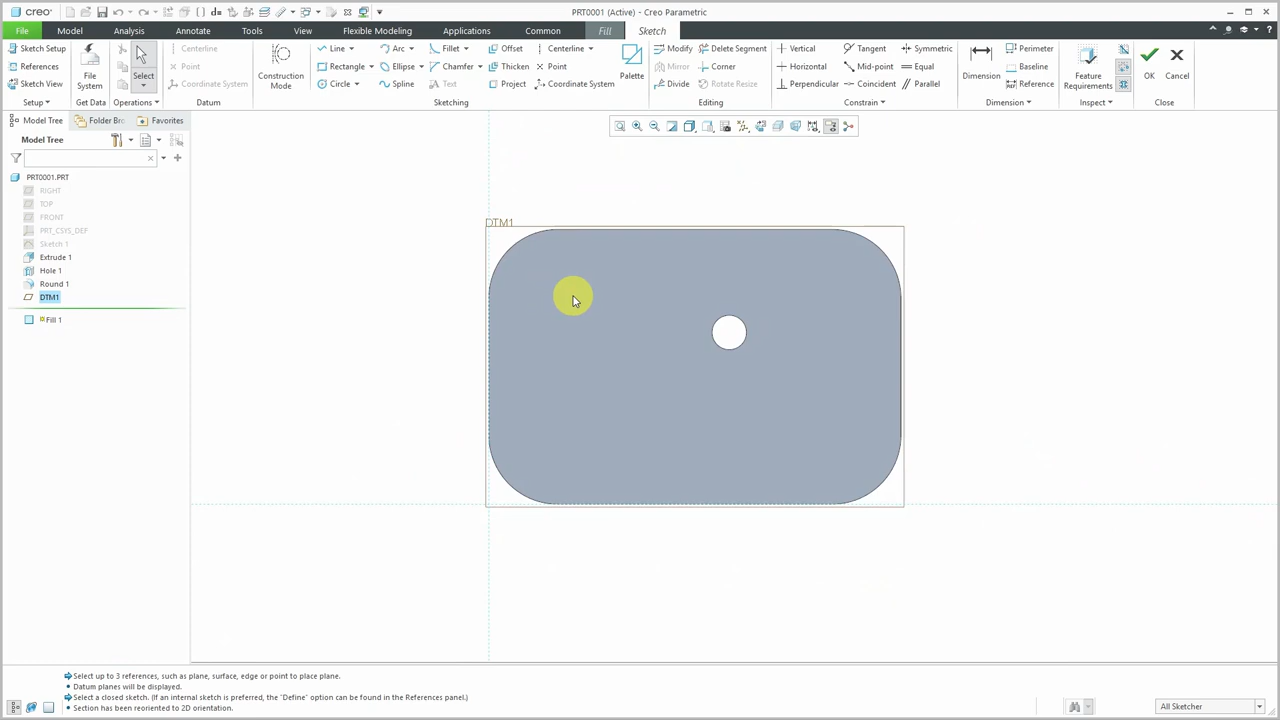 creo
PRT0001 (Active) - Creo Parametric
File
Model
Analysis
Annotate
Tools
View
Flexible Modeling
Applications
Common
Fill
Sketch
Sketch Setup
References
Sketch View
Setup
File System
Get Data
Select
Operations
Centerline
Point
Coordinate System
Datum
Construction Mode
Line
Rectangle
Circle
Arc
Ellipse
Spline
Fillet
Chamfer
Text
Offset
Thicken
Project
Centerline
Point
Coordinate System
Palette
Sketching
Modify
Mirror
Divide
Delete Segment
Corner
Rotate Resize
Editing
Vertical
Horizontal
Perpendicular
Tangent
Mid-point
Coincident
Symmetric
Equal
Parallel
Constrain
Dimension
Perimeter
Baseline
Reference
Dimension
Feature Requirements
Inspect
OK
Cancel
Close
Model Tree
Folder Bro
Favorites
Model Tree
PRT0001.PRT
RIGHT
TOP
FRONT
PRT_CSYS_DEF
Sketch 1
Extrude 1
Hole 1
Round 1
DTM1
Fill 1
DTM1
Select up to 3 references, such as plane, surface, edge or point to place plane.
Datum planes will be displayed.
Select a closed sketch. (If an internal sketch is preferred, the "Define" option can be found in the References panel.)
Section has been reoriented to 2D orientation.
All Sketcher